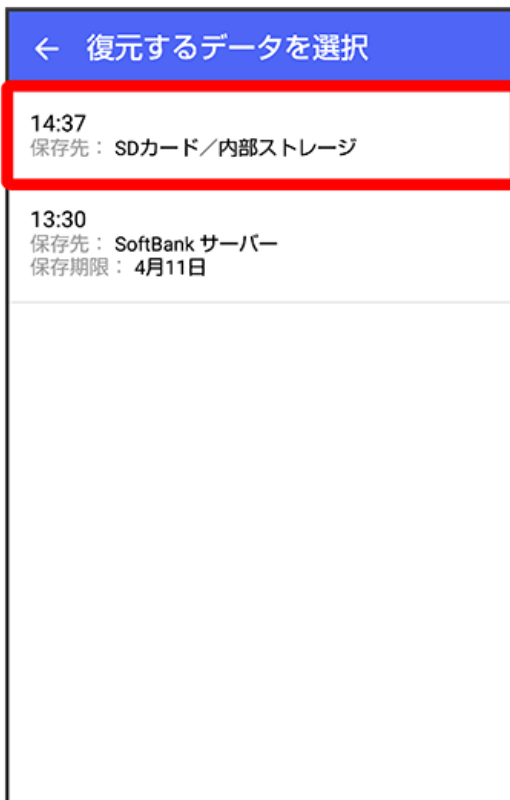 ← 復元するデータを選択
14:37
保存先： SDカード／内部ストレージ
13:30
保存先： SoftBank サーバー
保存期限： 4月11日